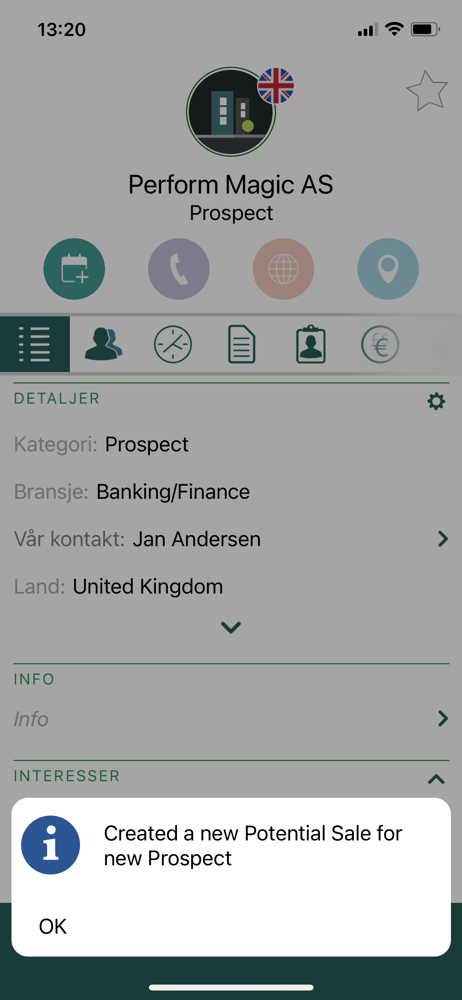 13:20
Perform Magic AS
Prospect
£ $
€
DETALJER
Kategori: Prospect
Bransje: Banking/Finance
Vår kontakt: Jan Andersen
Land: United Kingdom
INFO
Info
INTERESSER
Created a new Potential Sale for
new Prospect
OK